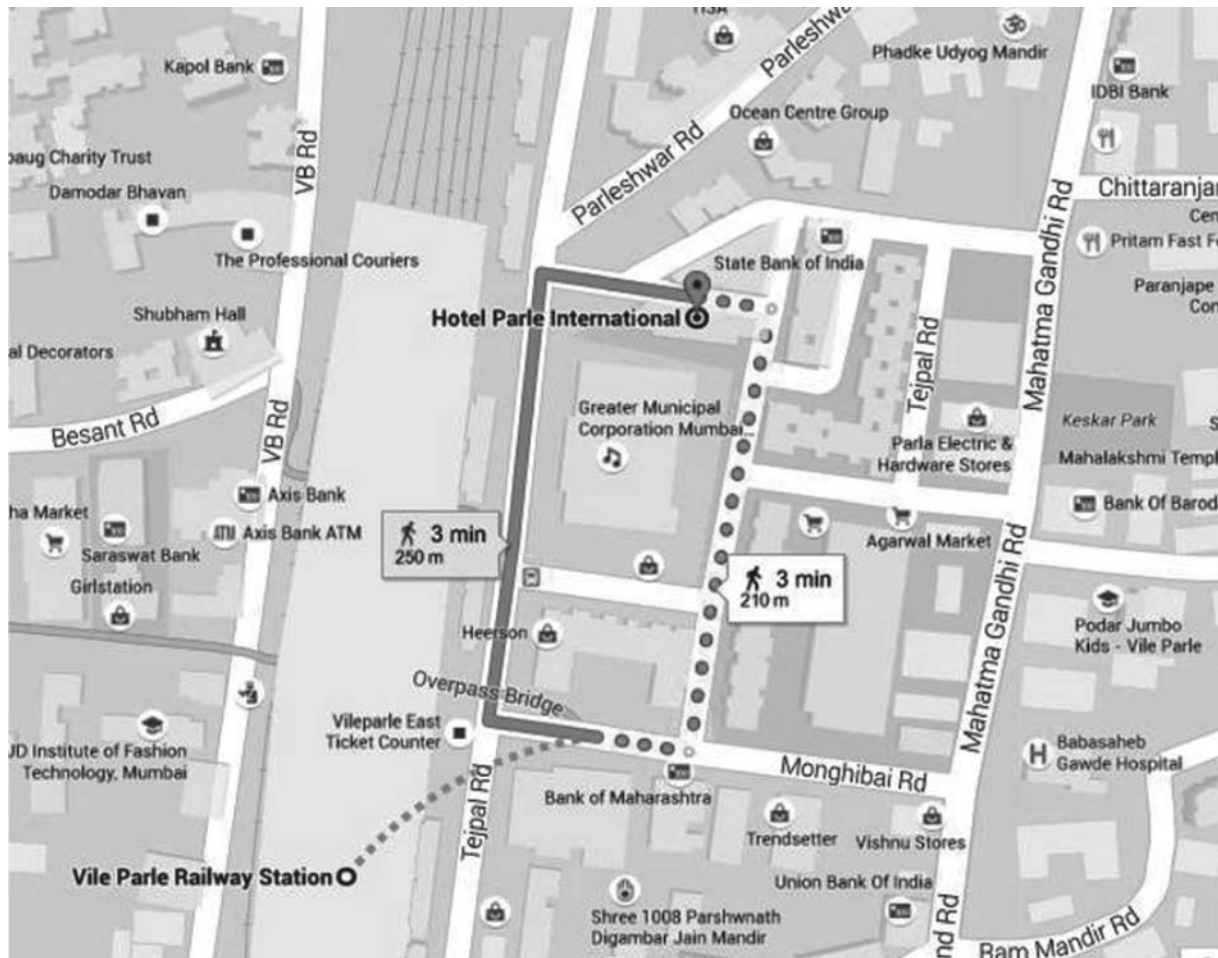 Kapol Bank
VB Rd
Parleshwar Rd
Phadke Udyog Mandir
IDBI Bank
Ocean Centre Group
Parleshwar Rd
Damodar Bhavan
Charity Trust
The Professional Couriers
State Bank of India
Mahatma Gandhi Rd
Pritam Fast
Paranjape
Shubham Hall
Hotel Parle International
Decorators
Besant Rd
VB Rd
Greater Municipal
Corporation Mumbai...
Tejpal Rd
Parla Electric &
Hardware Stores
Keskar Park
Mahalakshmi
Axis Bank
Axis Bank ATM
Market
Saraswat Bank
Girlstation
3 min
250 m
3 min
210 m
Agarwal Market
Bank Of
Mahatma Gandhi Rd
Podar Jumbo
Kids - Vile Parle
Heerson
Overpass Bridge
Vileparle East
Ticket Counter
JD Institute of Fashion
Technology, Mumbai
Tejpal Rd
Bank of Maharashtra
Monghibai Rd
Babasaheb
Gawde Hospital
Trendsetter
Vishnu Stores
Vile Parle Railway Station
Union Bank Of India
Shree 1008 Parshwnath
Digambar Jain Mandir
Rd
Ram Mandir Rd